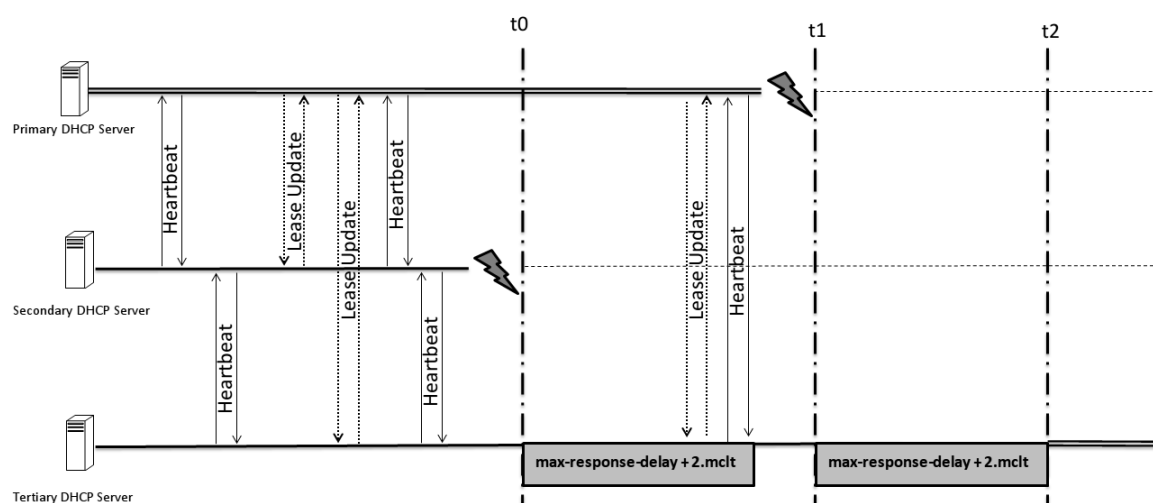 t0
t1
t2
Primary DHCP Server
Heartbeat
Lease Update
Lease Update
Heartbeat
Lease Update
Heartbeat
Secondary DHCP Server
Heartbeat
Heartbeat
max-response-delay + 2.mclt
max-response-delay + 2.mclt
Tertiary DHCP Server